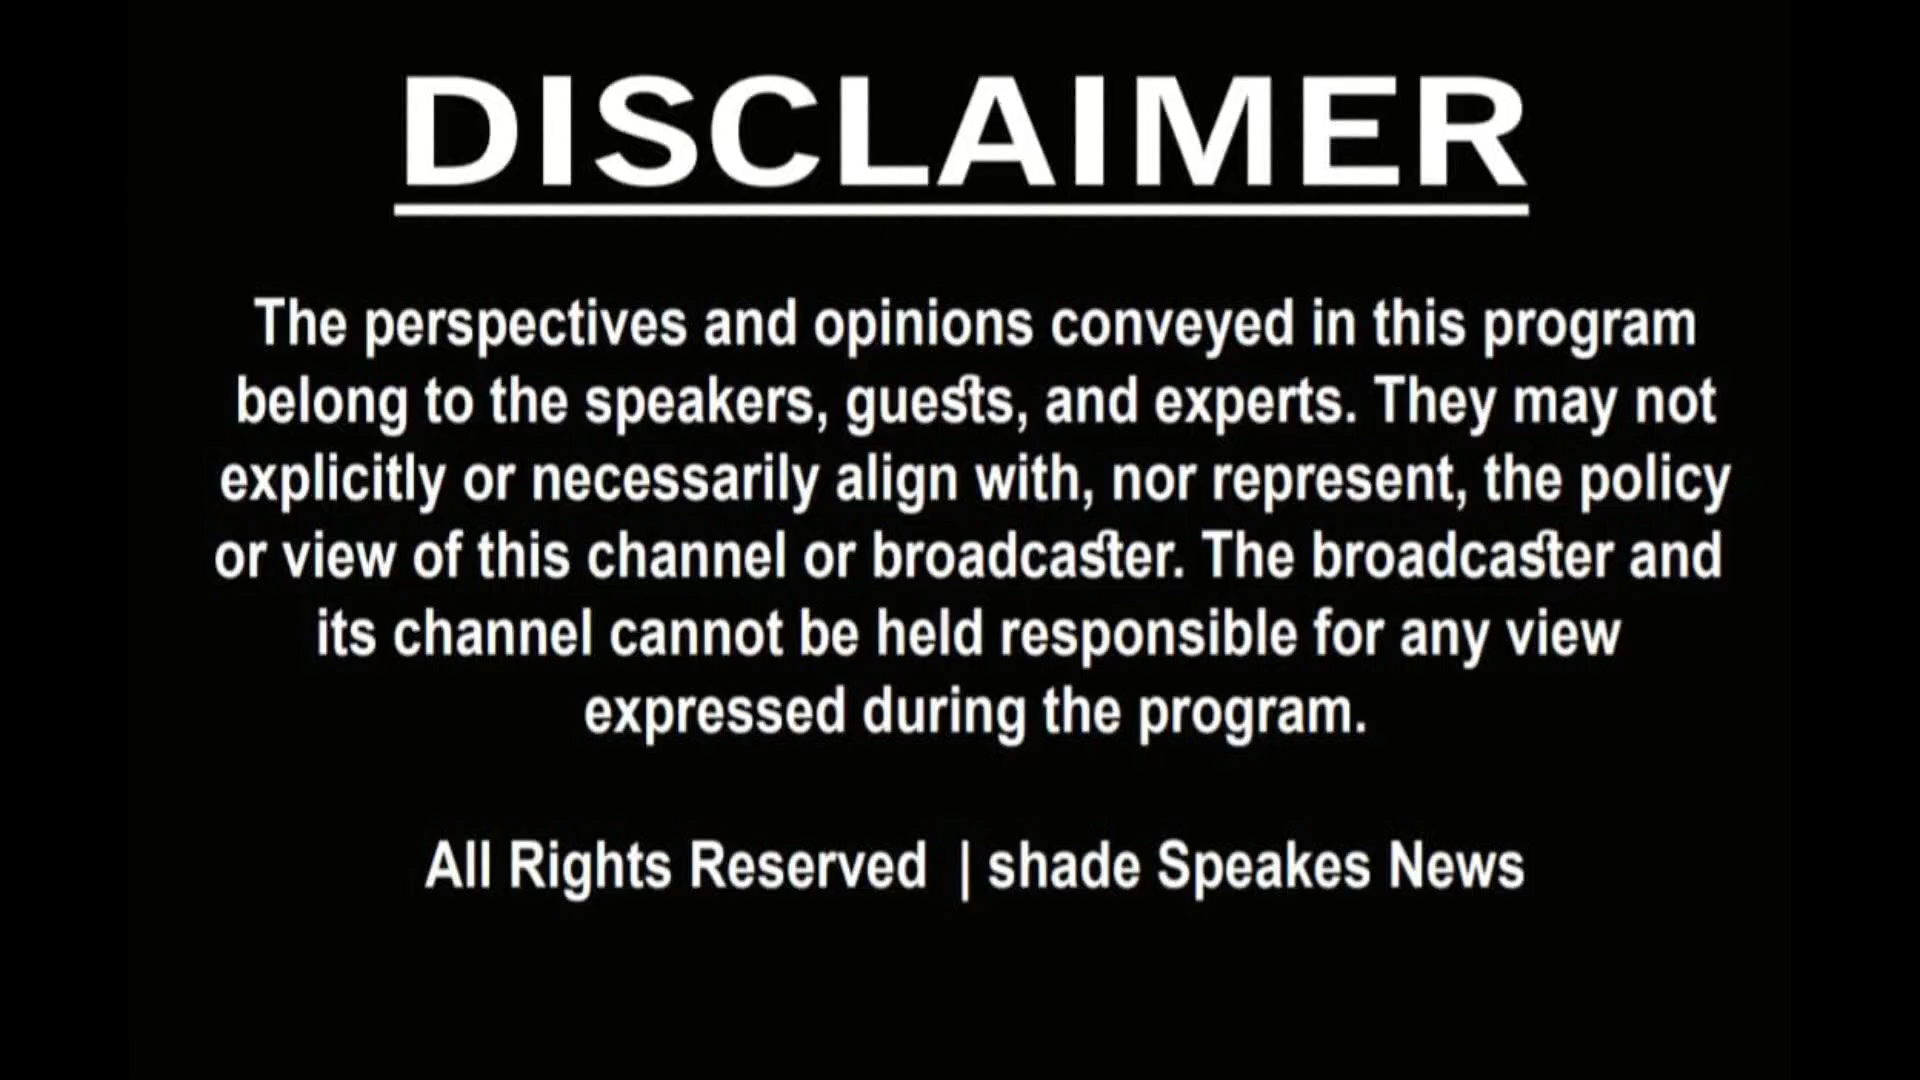 DISCLAIMER
The perspectives and opinions conveyed in this program
belong to the speakers, guests, and experts. They may not
explicitly or necessarily align with, nor represent, the policy
or view of this channel or broadcaster. The broadcaster and
its channel cannot be held responsible for any view
expressed during the program.
All Rights Reserved | shade Speakes News